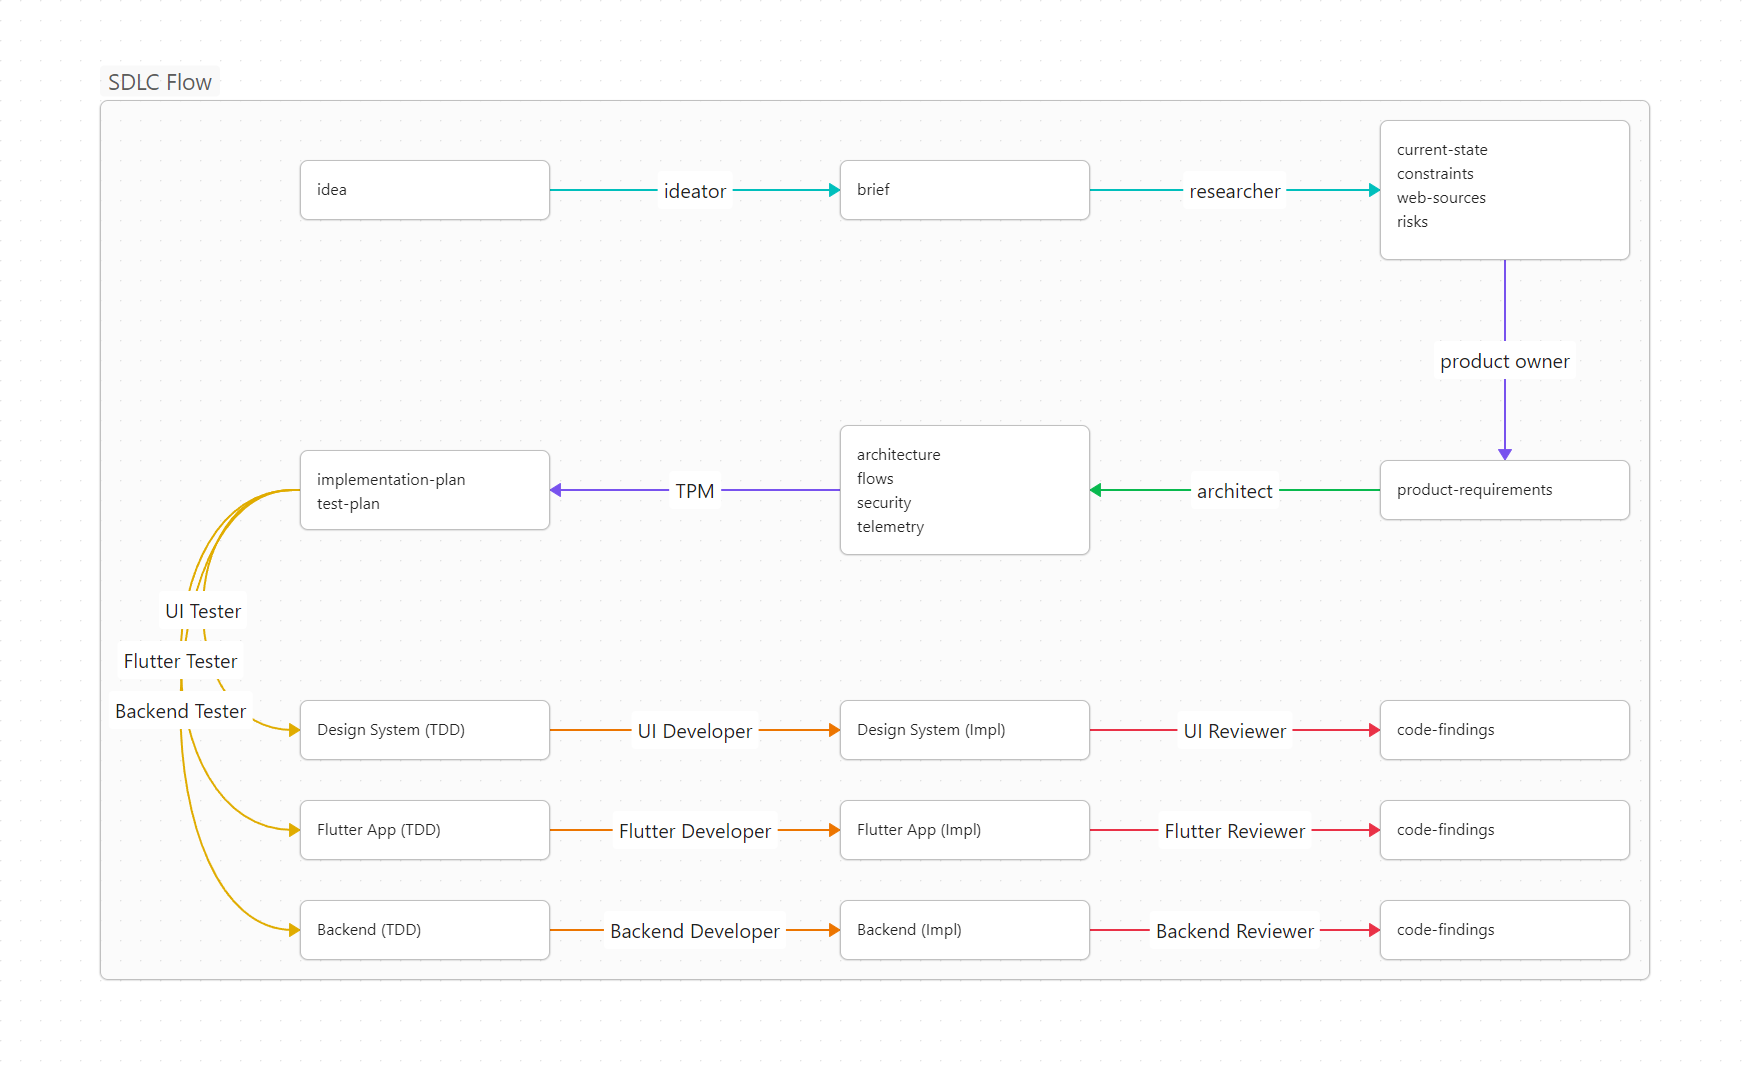 SDLC Flow
idea
ideator
brief
researcher
current-state
constraints
web-sources
risks
product owner
product-requirements
architect
architecture
flows
security
telemetry
TPM
implementation-plan
test-plan
UI Tester
Flutter Tester
Backend Tester
Design System (TDD)
UI Developer
Design System (Impl)
UI Reviewer
code-findings
Flutter App (TDD)
Flutter Developer
Flutter App (Impl)
Flutter Reviewer
code-findings
Backend (TDD)
Backend Developer
Backend (Impl)
Backend Reviewer
code-findings